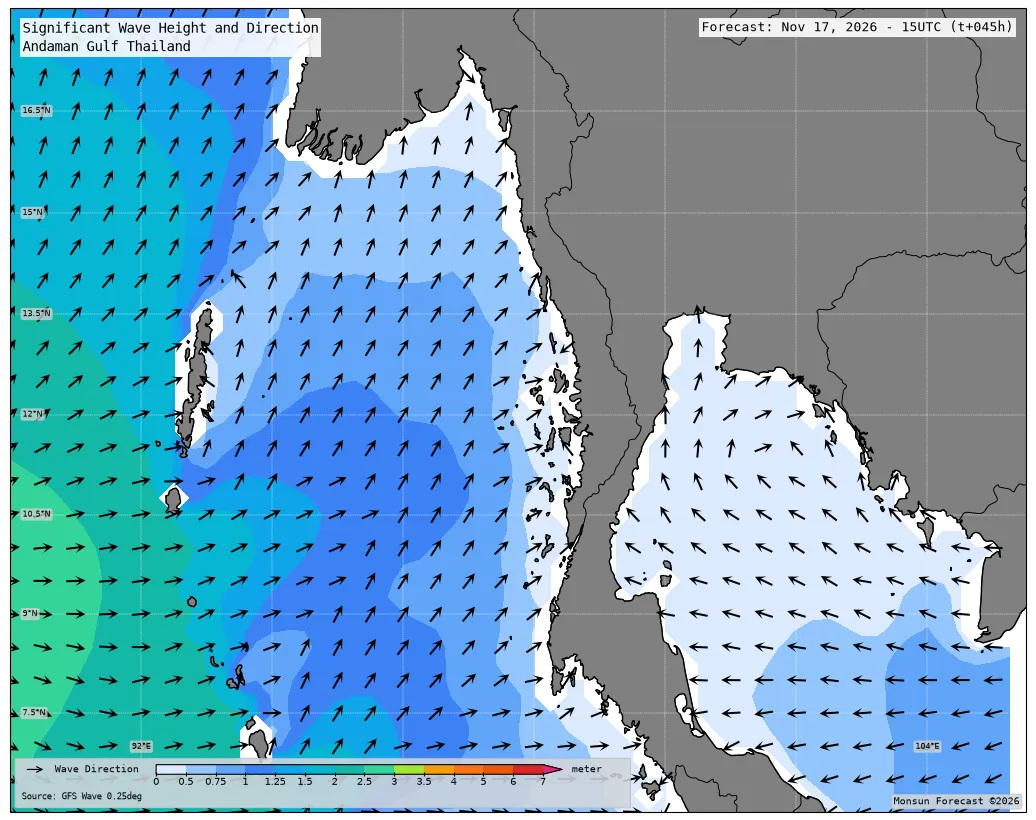 Significant Wave Height and Direction
Andaman Gulf Thailand
Forecast: Nov 17, 2026 - 15UTC (t+045h)
16.5°N
15°N
13.5°N
12°N
10.5°N
9°N
7.5°N
92°E
104°E
Wave Direction
meter
0 0.5 0.75 1 1.25 1.5 2 2.5 3 3.5 4 5 6 7
Source: GFS Wave 0.25deg
Monsun Forecast ©2026